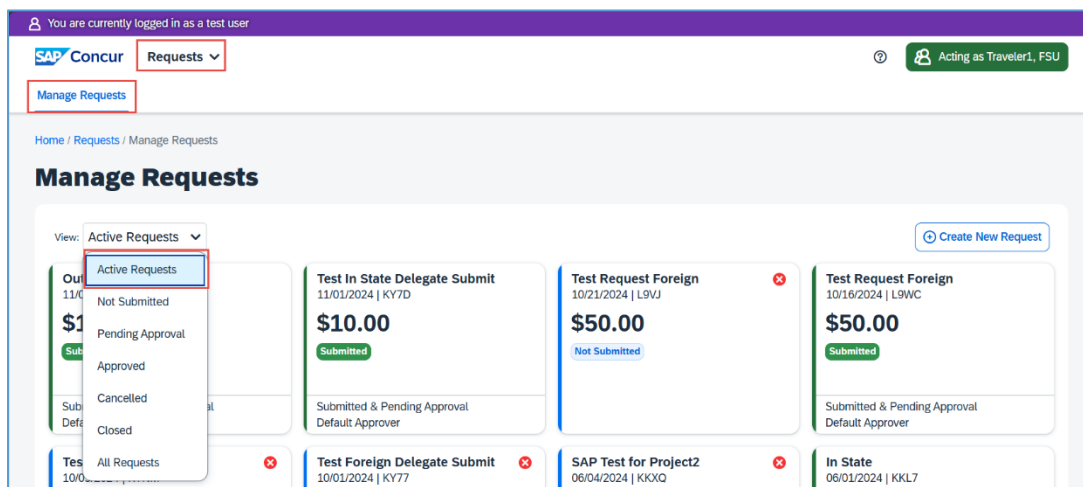 You are currently logged in as a test user
SAP Concur Requests
Acting as Traveler1, FSU
Manage Requests
Home / Requests / Manage Requests
Manage Requests
View: Active Requests
Create New Request
Active Requests
Not Submitted
Pending Approval
Approved
Cancelled
Closed
All Requests
Test In State Delegate Submit
11/01/2024 | KY7D
$10.00
Submitted
Submitted & Pending Approval
Default Approver
Test Request Foreign
10/21/2024 | L9VJ
$50.00
Not Submitted
Test Request Foreign
10/16/2024 | L9WC
$50.00
Submitted
Submitted & Pending Approval
Default Approver
Test Foreign Delegate Submit
10/01/2024 | KY77
SAP Test for Project2
06/04/2024 | KKXQ
In State
06/01/2024 | KKL7